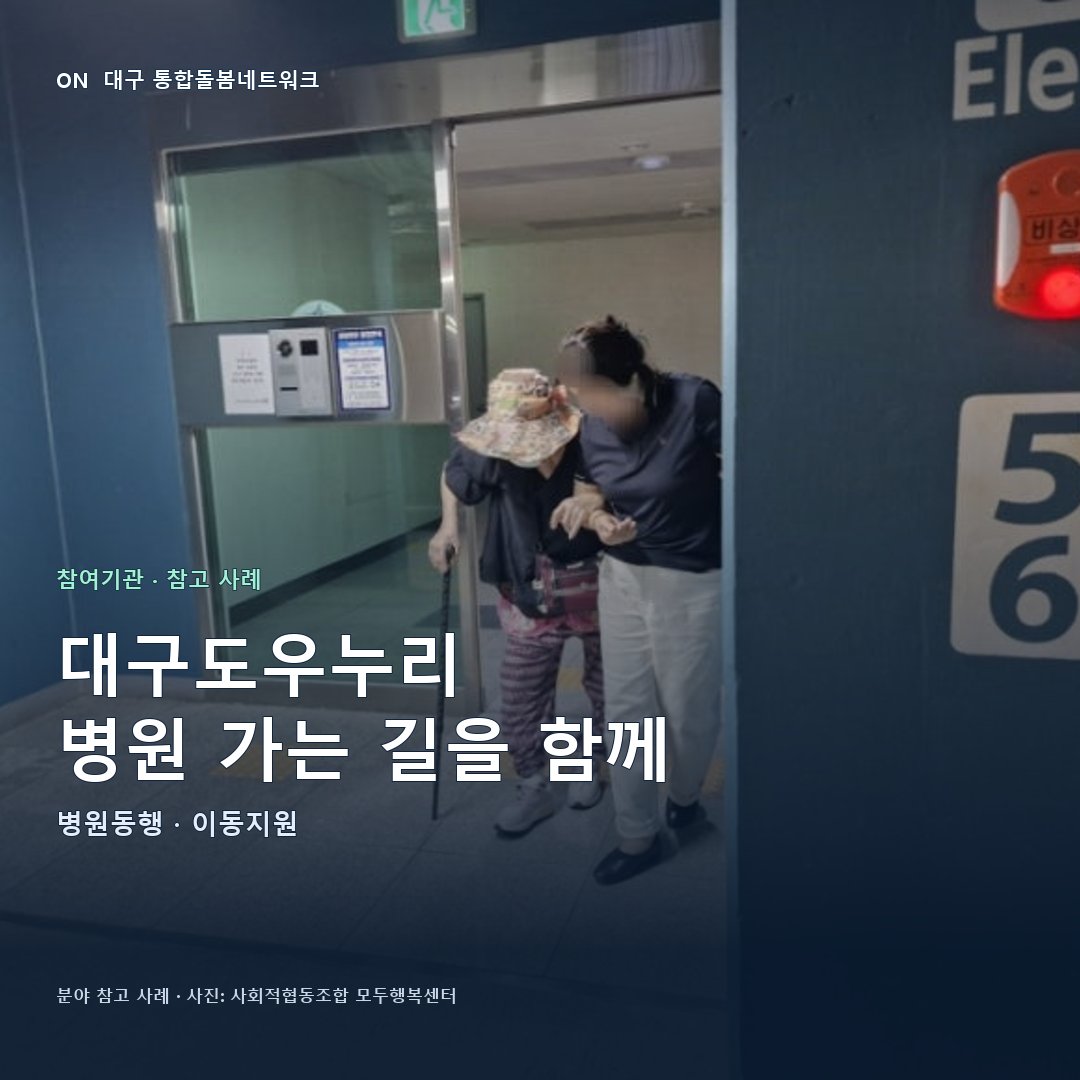 ON 대구 통합돌봄네트워크
Ele
비상
5
6
참여기관 · 참고 사례
대구도우누리
병원 가는 길을 함께
병원동행 · 이동지원
분야 참고 사례 · 사진: 사회적협동조합 모두행복센터